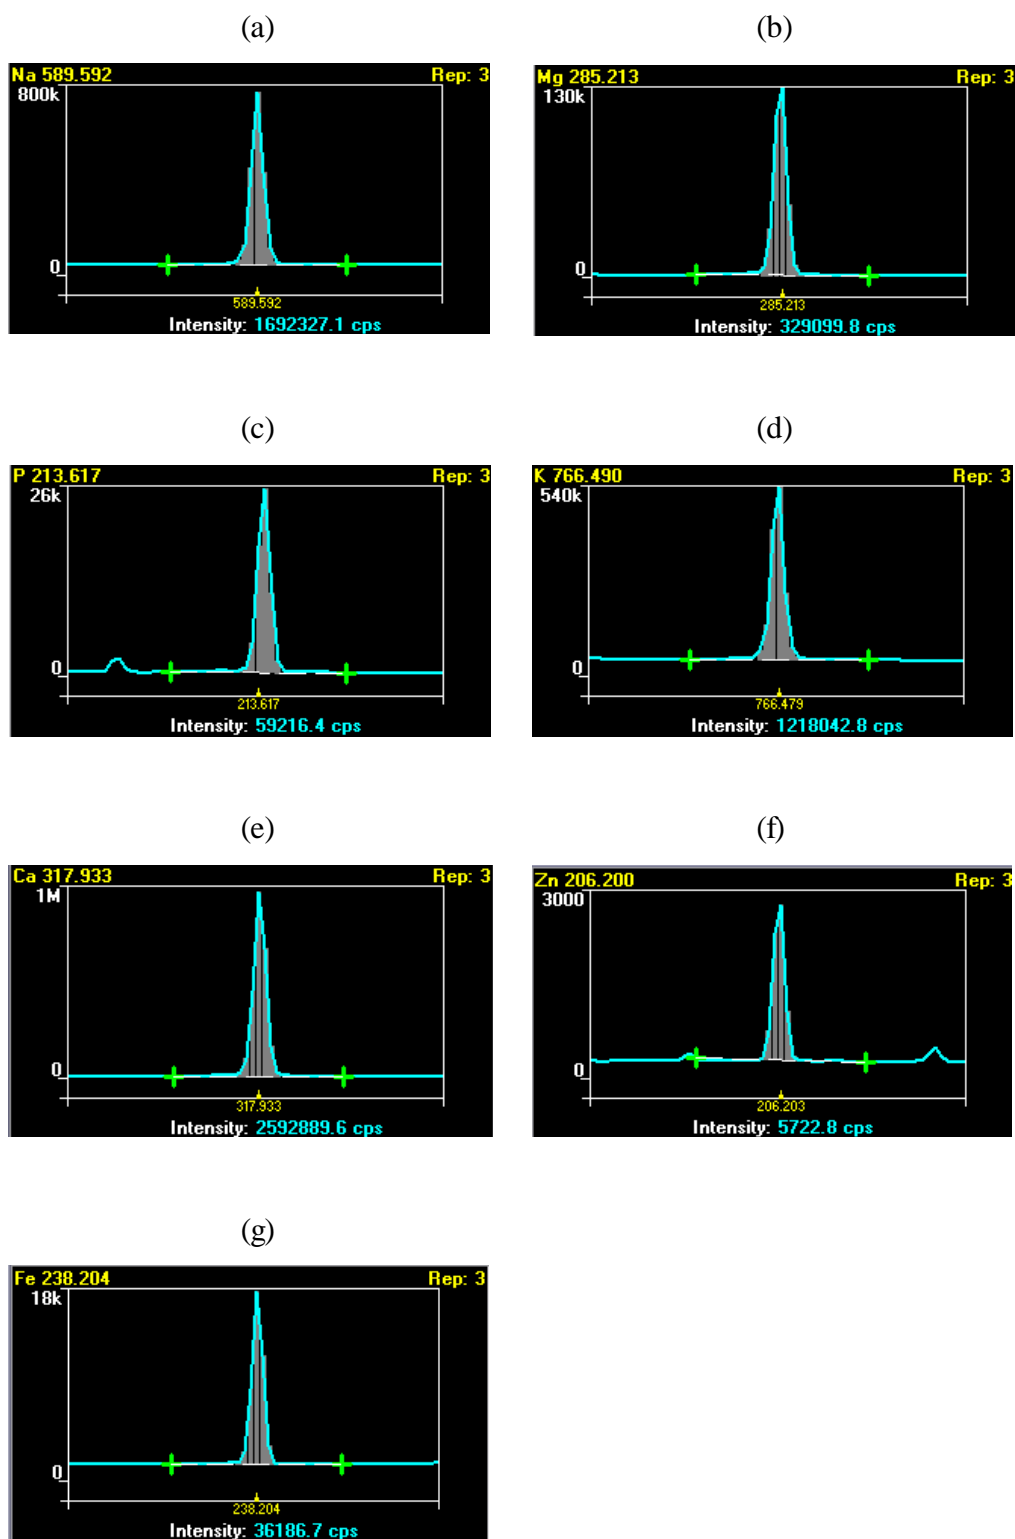 (a)
(b)
Na 589.592 Rep: 3
800k
0
589.592
Intensity: 1692327.1 cps
Mg 285.213 Rep: 3
130k
0
285.213
Intensity: 329099.8 cps
(c)
(d)
P 213.617 Rep: 3
26k
0
213.617
Intensity: 59216.4 cps
K 766.490 Rep: 3
540k
0
766.479
Intensity: 1218042.8 cps
(e)
(f)
Ca 317.933 Rep: 3
1M
0
317.933
Intensity: 2592889.6 cps
Zn 206.200 Rep: 3
3000
0
206.203
Intensity: 5722.8 cps
(g)
Fe 238.204 Rep: 3
18k
0
238.204
Intensity: 36186.7 cps